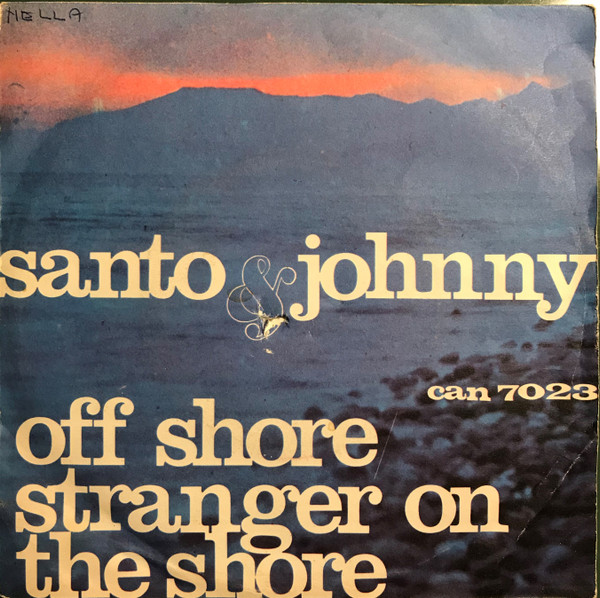 NELLA
santo & johnny
can 7023
off shore
stranger on
the shore